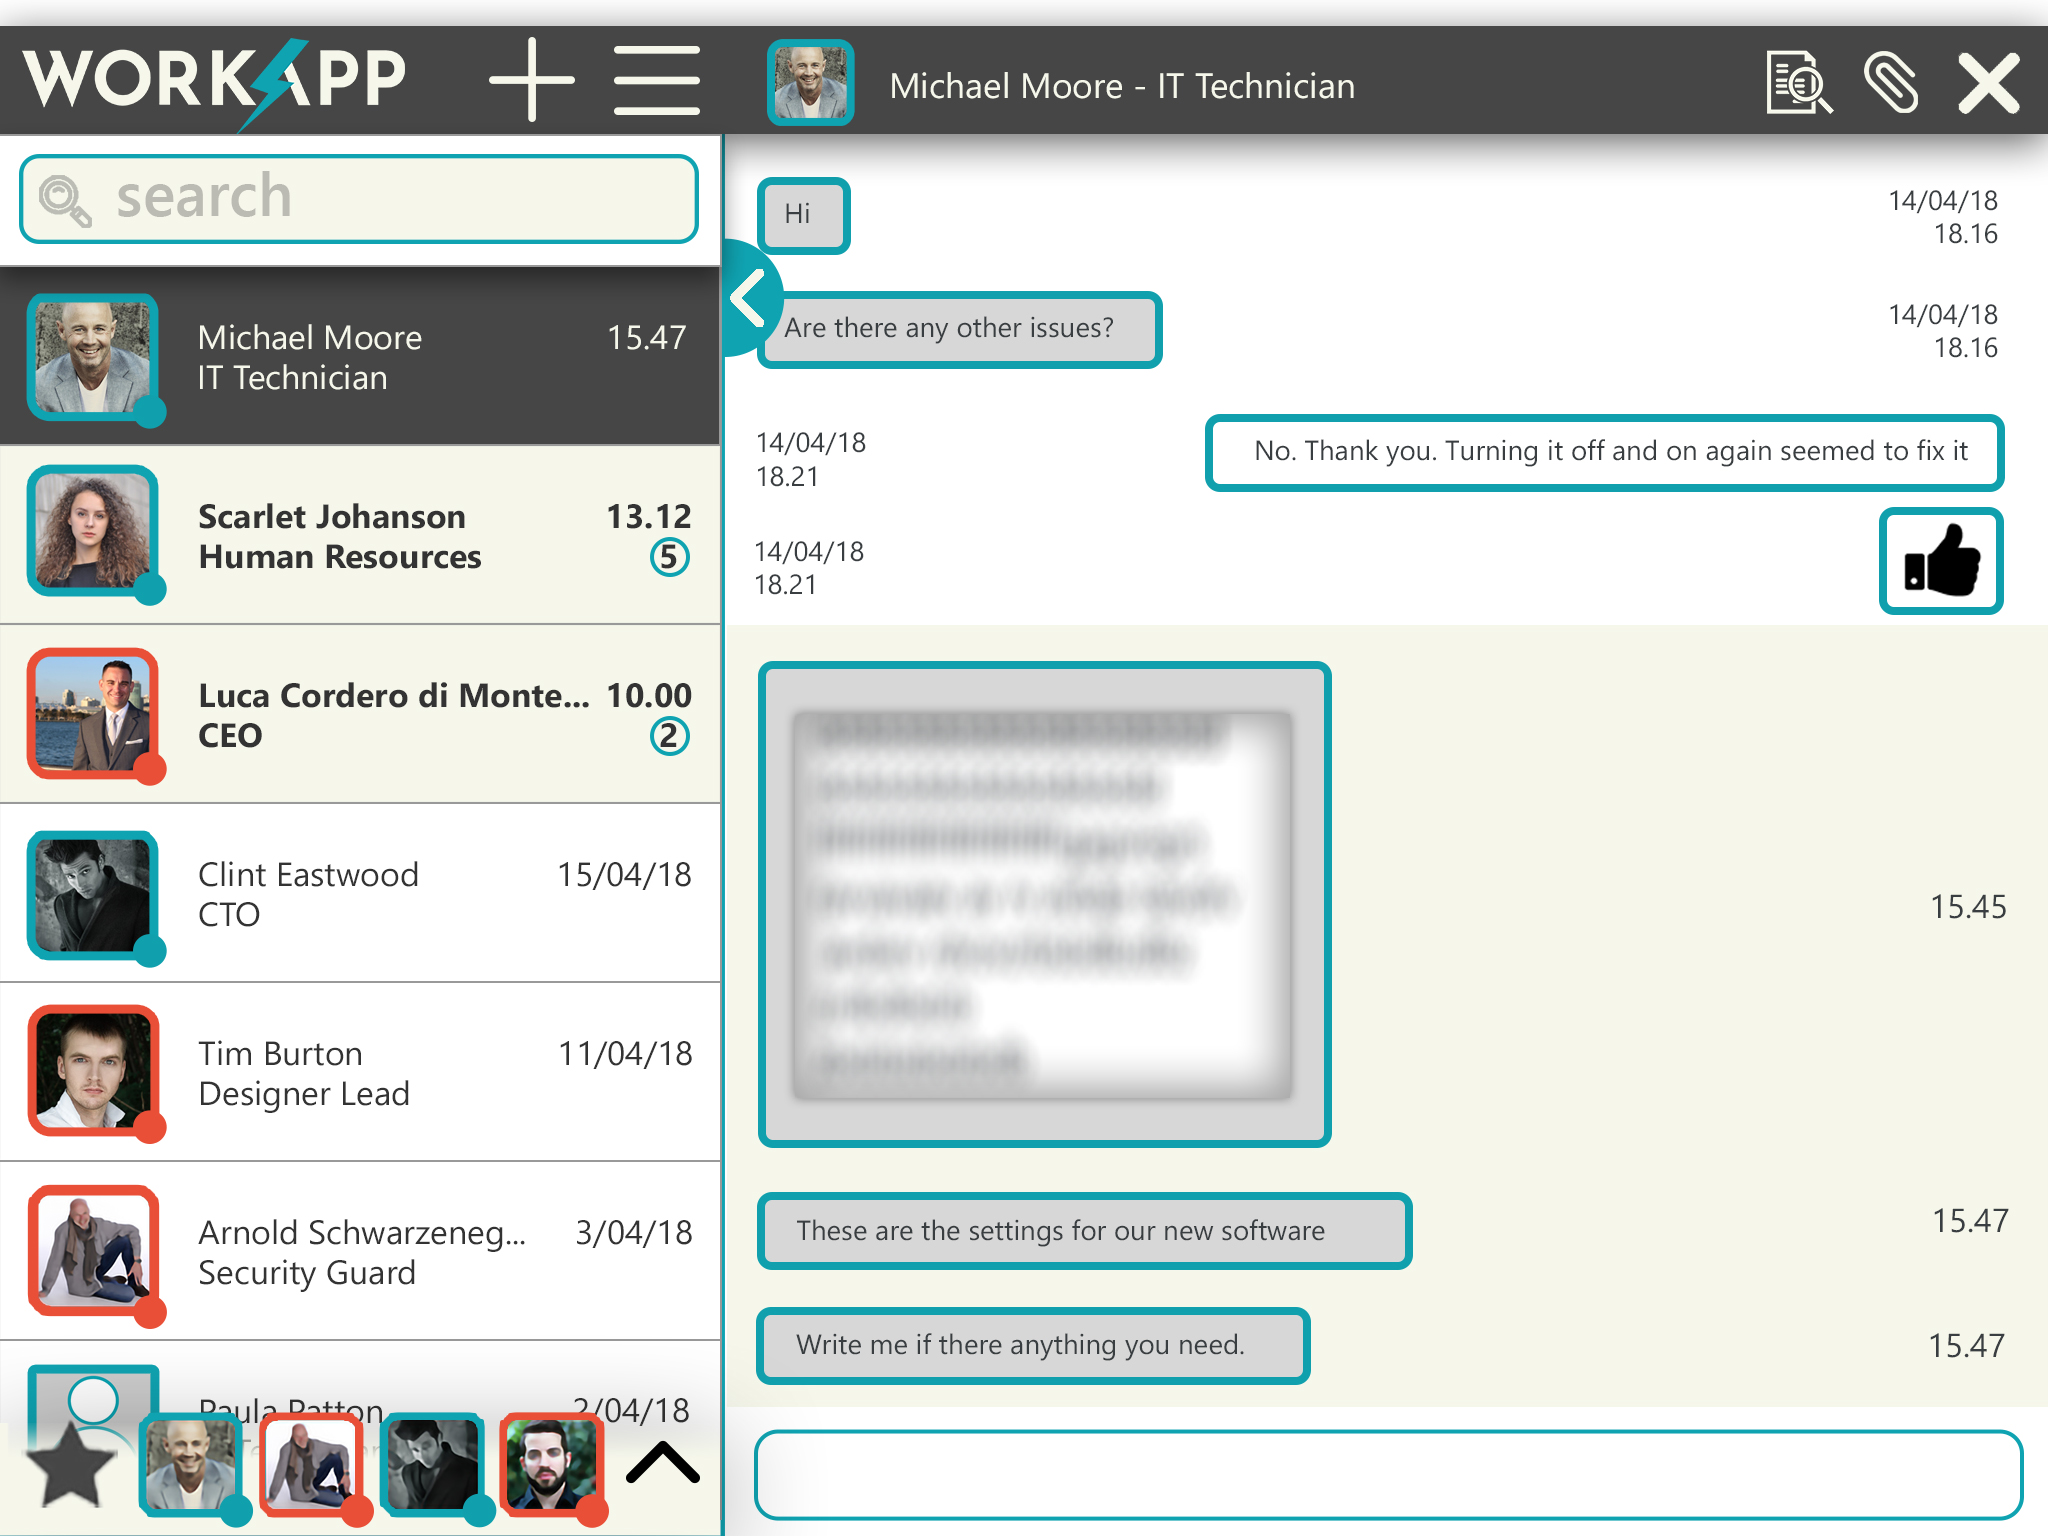 WORKAPP
Michael Moore - IT Technician
search
Michael Moore 15.47
IT Technician
Scarlet Johanson 13.12
Human Resources 5
Luca Cordero di Monte... 10.00
CEO 2
Clint Eastwood 15/04/18
CTO
Tim Burton 11/04/18
Designer Lead
Arnold Schwarzeneg... 3/04/18
Security Guard
Paula Patton 2/04/18
Hi 14/04/18
18.16
Are there any other issues? 14/04/18
18.16
14/04/18 No. Thank you. Turning it off and on again seemed to fix it
18.21
14/04/18
18.21
15.45
These are the settings for our new software 15.47
Write me if there anything you need. 15.47